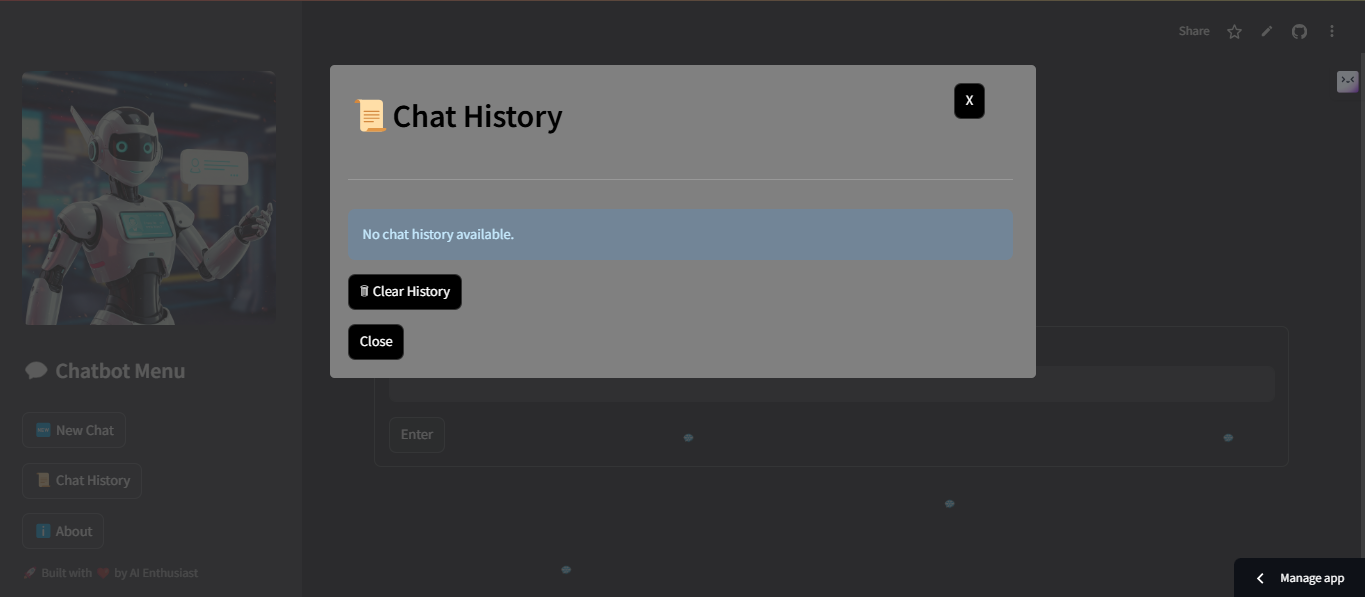 Share
Chat History
X
No chat history available.
Clear History
Close
Chatbot Menu
New Chat
Chat History
About
Built with ❤️ by AI Enthusiast
Enter
Manage app